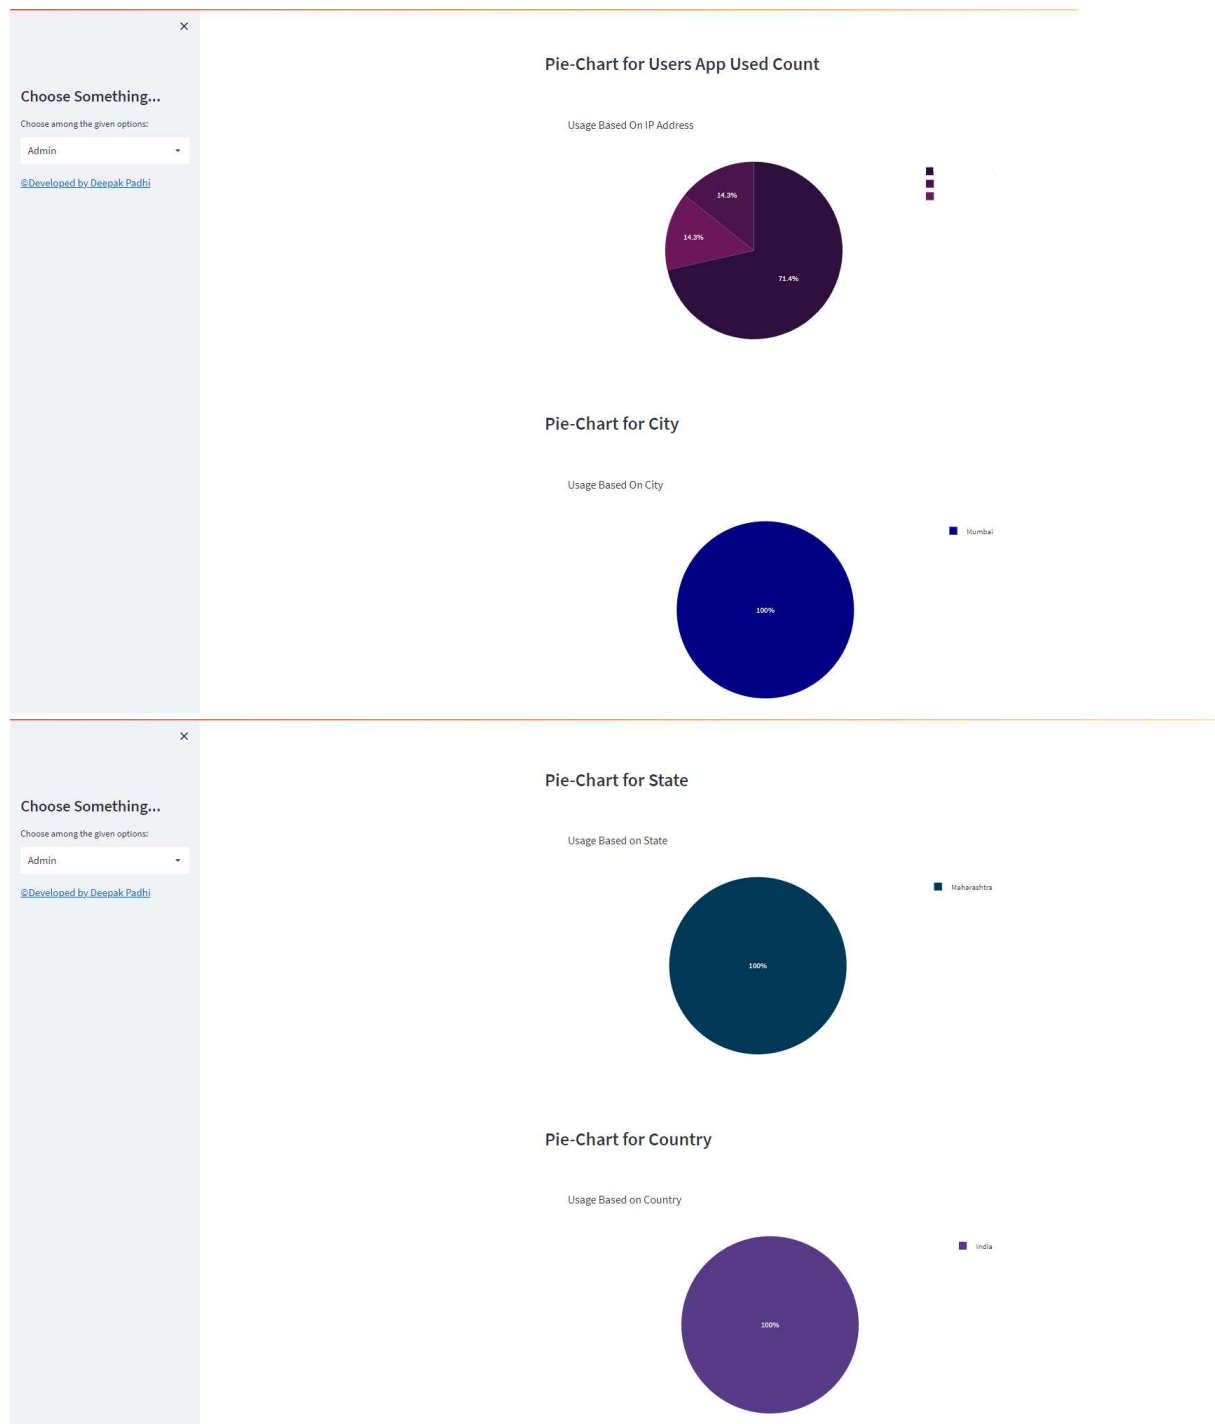 ×
Choose Something...
Choose among the given options:
Admin
©Developed by Deepak Padhi
Pie-Chart for Users App Used Count
Usage Based On IP Address
14.3%
14.3%
71.4%
Pie-Chart for City
Usage Based On City
Mumbai
100%
×
Choose Something...
Choose among the given options:
Admin
©Developed by Deepak Padhi
Pie-Chart for State
Usage Based on State
Maharashtra
100%
Pie-Chart for Country
Usage Based on Country
India
100%